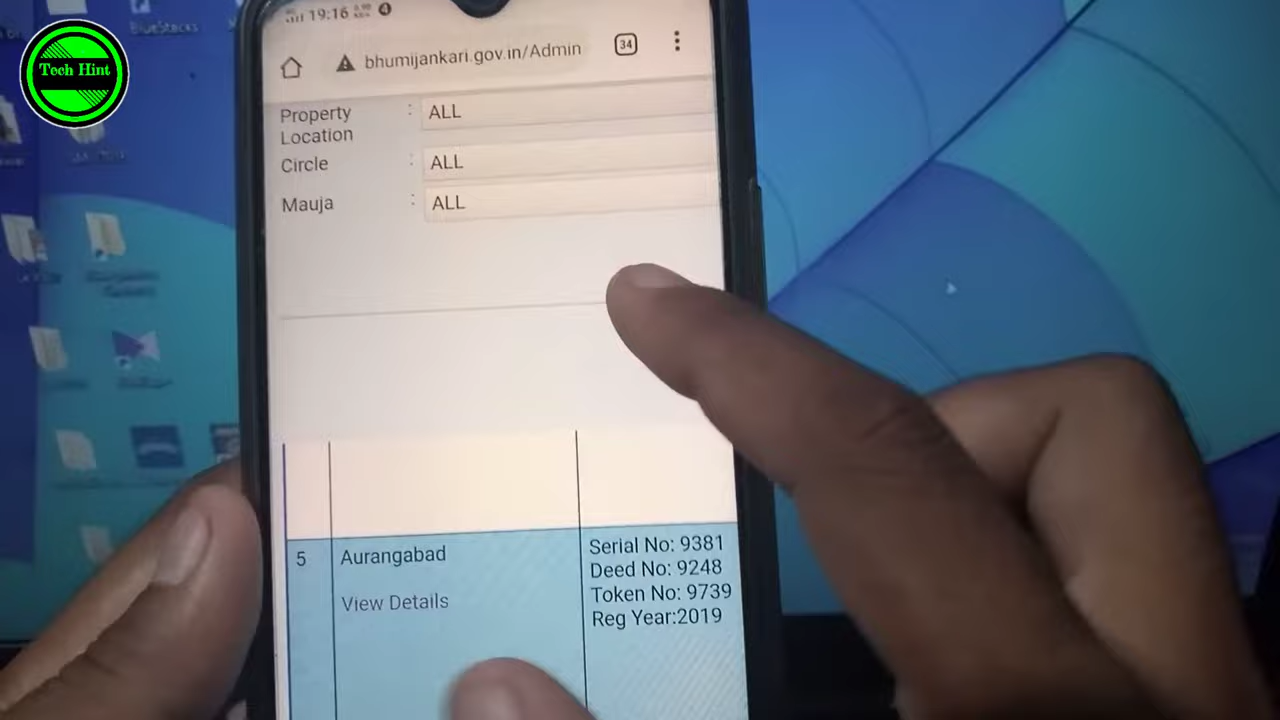 BlueStacks
Tech Hint
19:16
bhumijankari.gov.in/Admin
34
Property : ALL
Location
Circle : ALL
Mauja : ALL
5 Aurangabad
View Details
Serial No: 9381
Deed No: 9248
Token No: 9739
Reg Year:2019